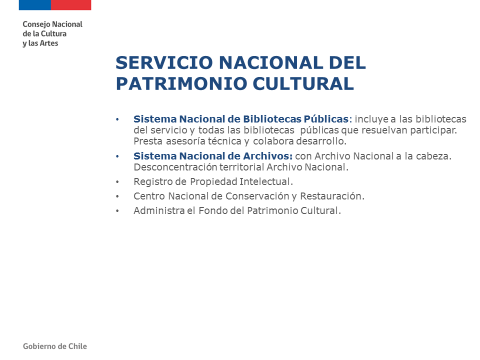 Consejo Nacional
de la Cultura
y las Artes
SERVICIO NACIONAL DEL
PATRIMONIO CULTURAL
• Sistema Nacional de Bibliotecas Públicas: incluye a las bibliotecas
del servicio y todas las bibliotecas públicas que resuelvan participar.
Presta asesoría técnica y colabora desarrollo.
• Sistema Nacional de Archivos: con Archivo Nacional a la cabeza.
Desconcentración territorial Archivo Nacional.
• Registro de Propiedad Intelectual.
• Centro Nacional de Conservación y Restauración.
• Administra el Fondo del Patrimonio Cultural.
Gobierno de Chile